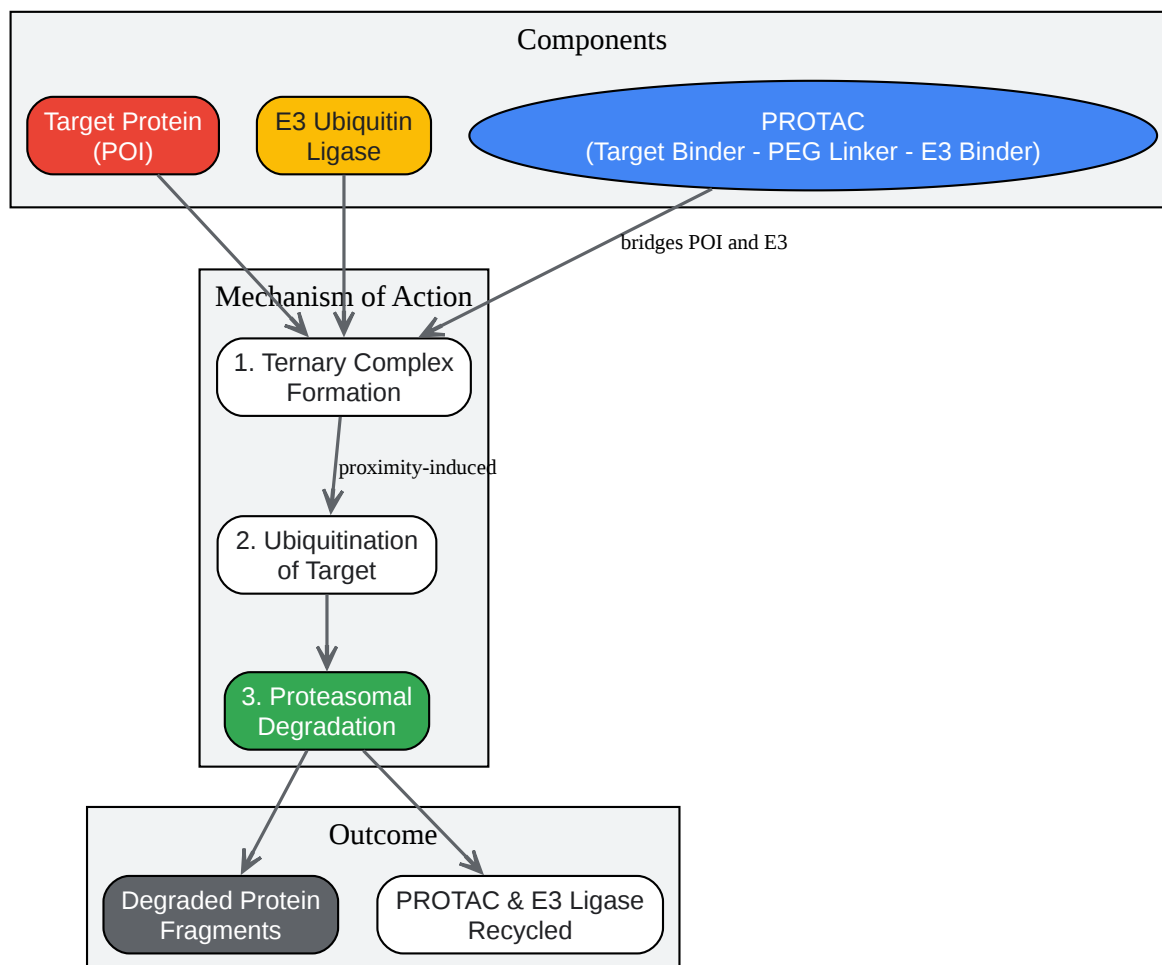 Components
Target Protein
(POI)
E3 Ubiquitin
Ligase
PROTAC
(Target Binder - PEG Linker - E3 Binder)
bridges POI and E3
Mechanism of Action
1. Ternary Complex
Formation
proximity-induced
2. Ubiquitination
of Target
3. Proteasomal
Degradation
Outcome
Degraded Protein
Fragments
PROTAC & E3 Ligase
Recycled